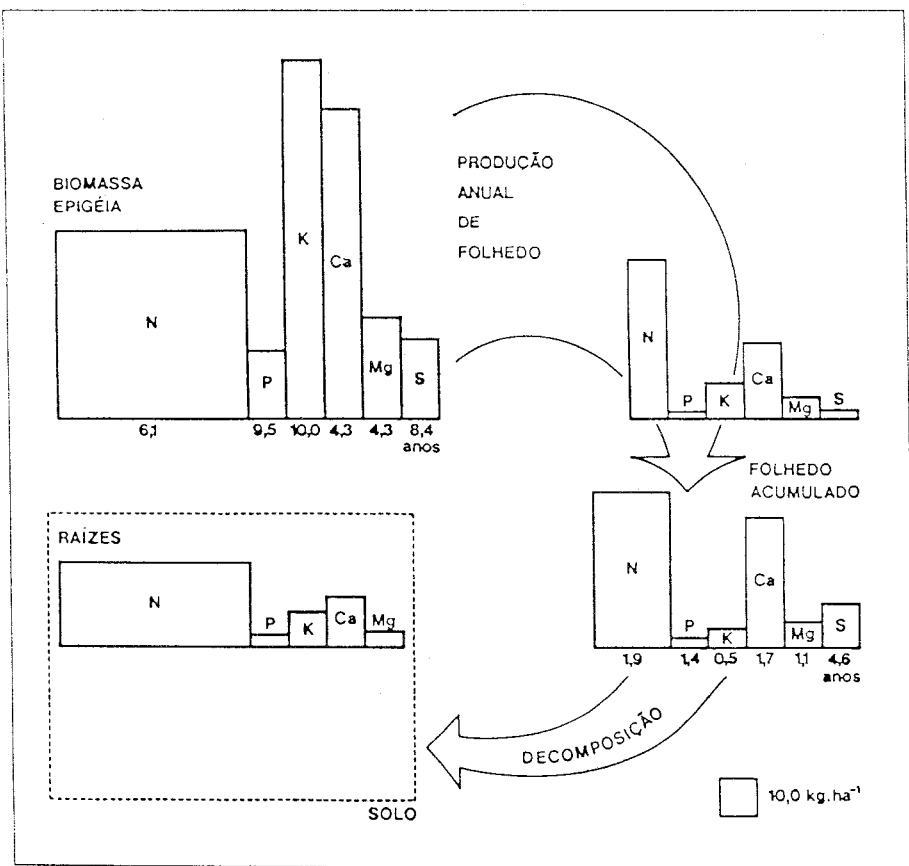 BIOMASSA
EPIGÉIA
N
P
K
Ca
Mg
S
6,1
9,5
10,0
4,3
4,3
8,4
anos
PRODUÇÃO
ANUAL
DE
FOLHEDO
N
P
K
Ca
Mg
S
FOLHEDO
ACUMULADO
N
P
K
Ca
Mg
S
1,9
1,4
0,5
1,7
1,1
4,6
anos
RAÍZES
N
P
K
Ca
Mg
SOLO
DECOMPOSIÇÃO
10,0 kg.ha⁻¹